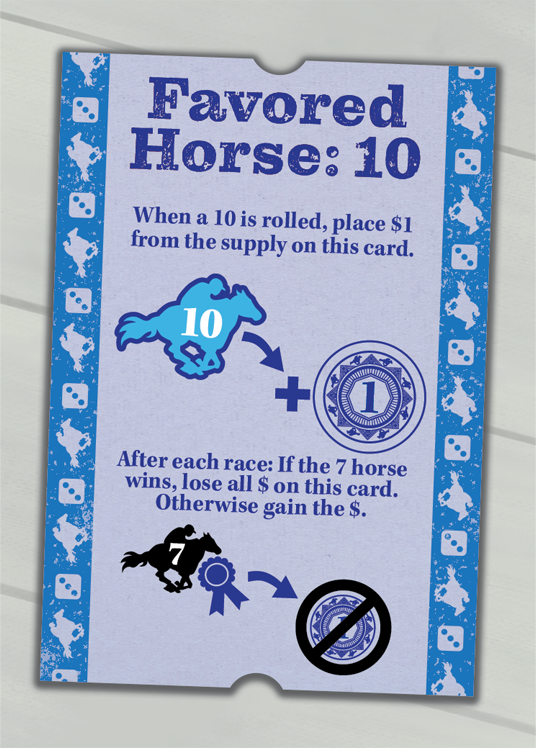 Favored
Horse: 10
When a 10 is rolled, place $1
from the supply on this card.
10
1
After each race: If the 7 horse
wins, lose all $ on this card.
Otherwise gain the $.
7
1